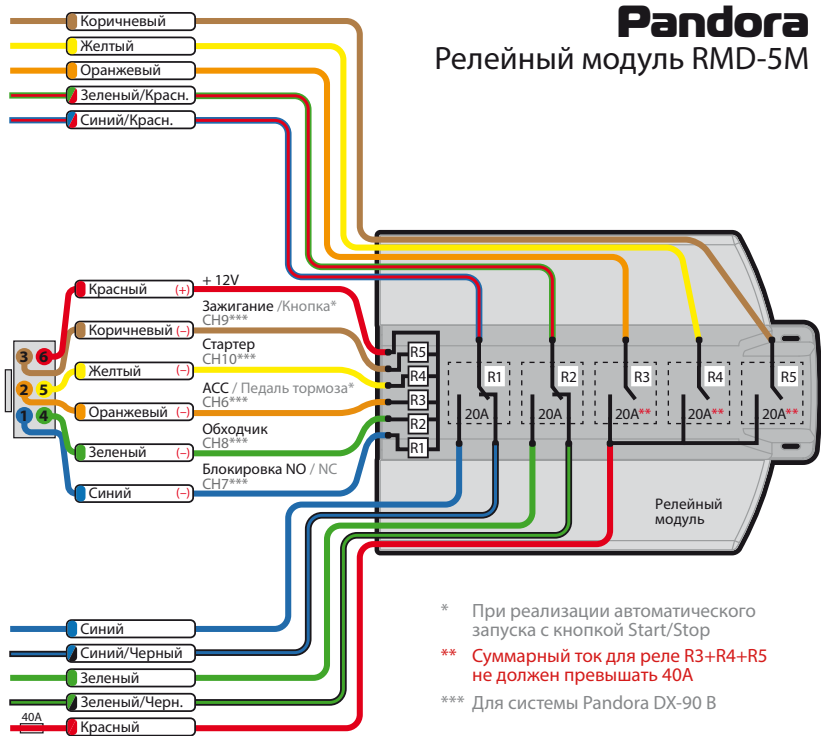 Pandora
Релейный модуль RMD-5M
Коричневый
Желтый
Оранжевый
Зеленый/Красн.
Синий/Красн.
Красный (+)
+ 12V
Коричневый (–)
Зажигание /Кнопка*
CH9***
Желтый (–)
Стартер
CH10***
Оранжевый (–)
ACC / Педаль тормоза*
CH6***
Зеленый (–)
Обходчик
CH8***
Синий (–)
Блокировка NO / NC
CH7***
3 6
2 5
1 4
R5
R4
R3
R2
R1
R1 R2 R3 R4 R5
20A 20A 20A** 20A** 20A**
Релейный
модуль
Синий
Синий/Черный
Зеленый
Зеленый/Черн.
40A
Красный
* При реализации автоматического
запуска с кнопкой Start/Stop
** Суммарный ток для реле R3+R4+R5
не должен превышать 40А
*** Для системы Pandora DX-90 B